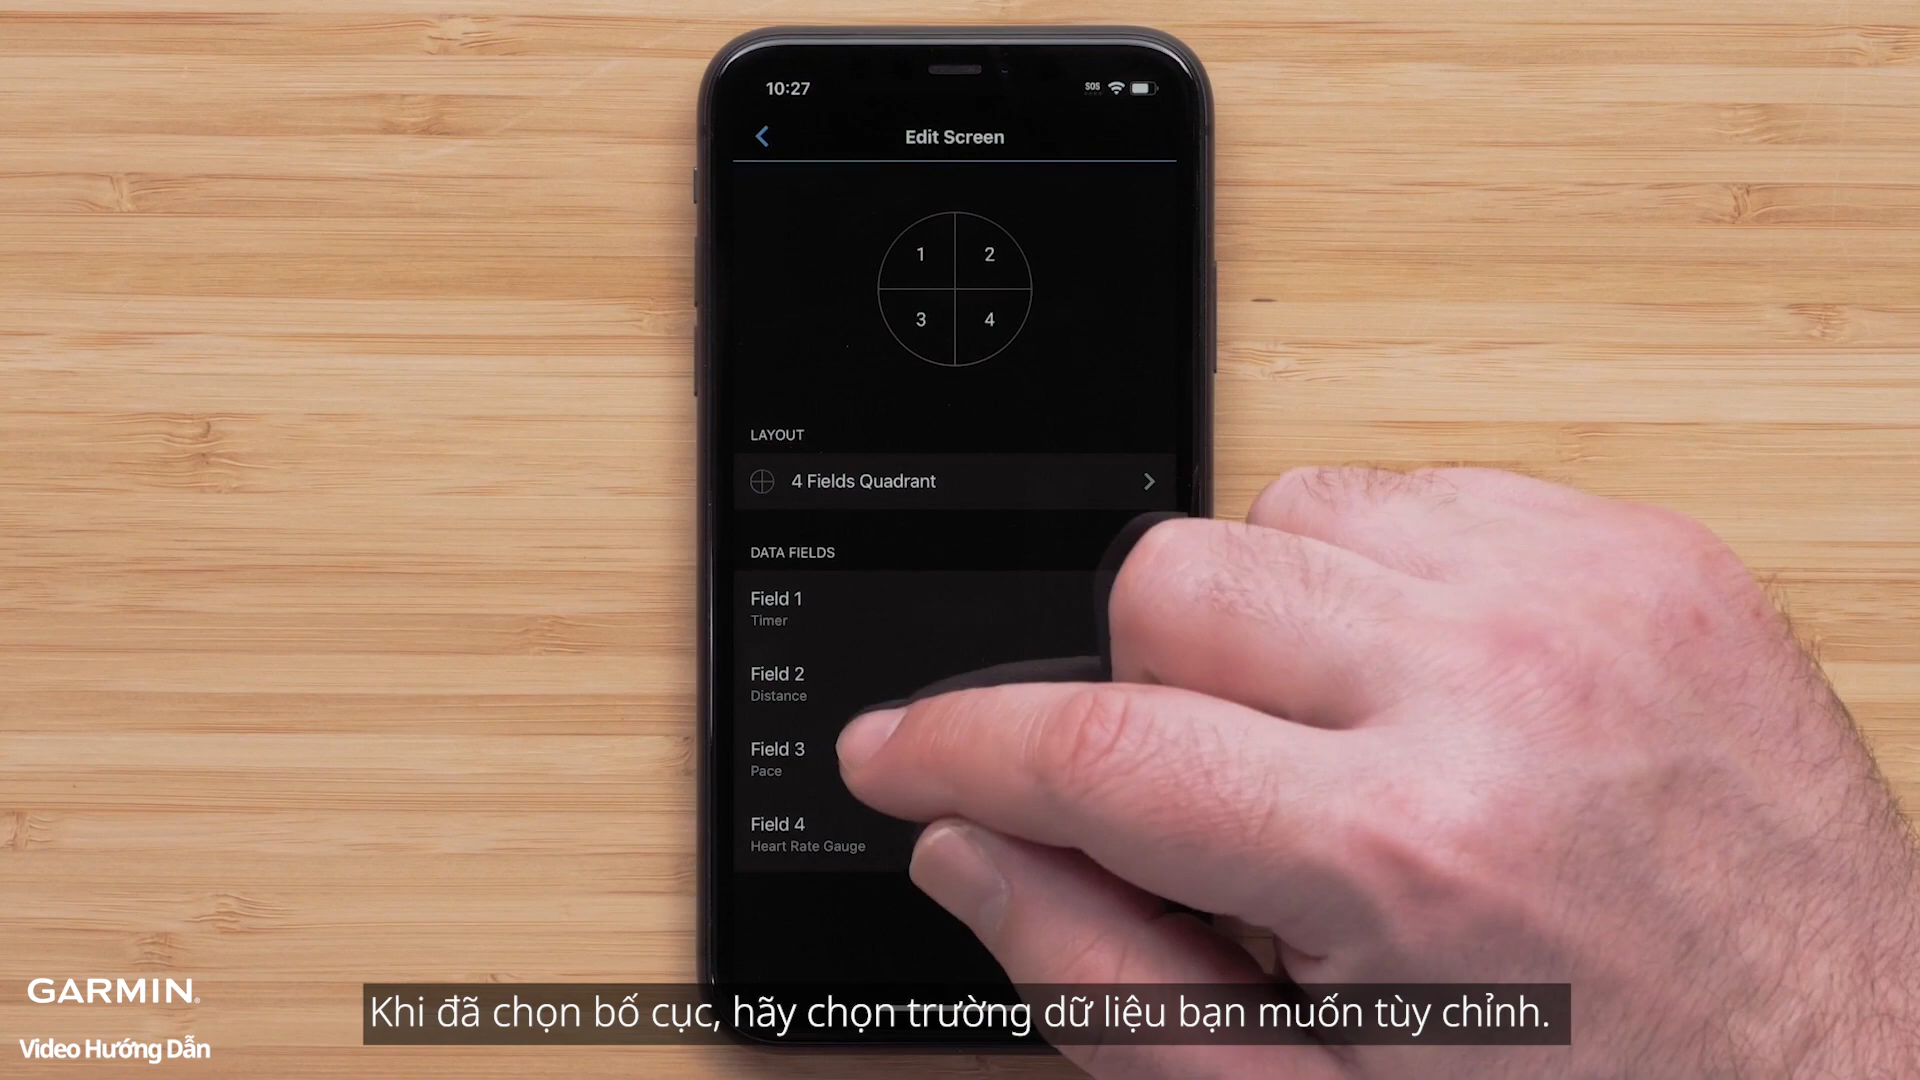 10:27
SOS
Edit Screen
1 2
3 4
LAYOUT
4 Fields Quadrant
DATA FIELDS
Field 1
Timer
Field 2
Distance
Field 3
Pace
Field 4
Heart Rate Gauge
GARMIN.
Khi đã chọn bố cục, hãy chọn trường dữ liệu bạn muốn tùy chỉnh.
Video Hướng Dẫn